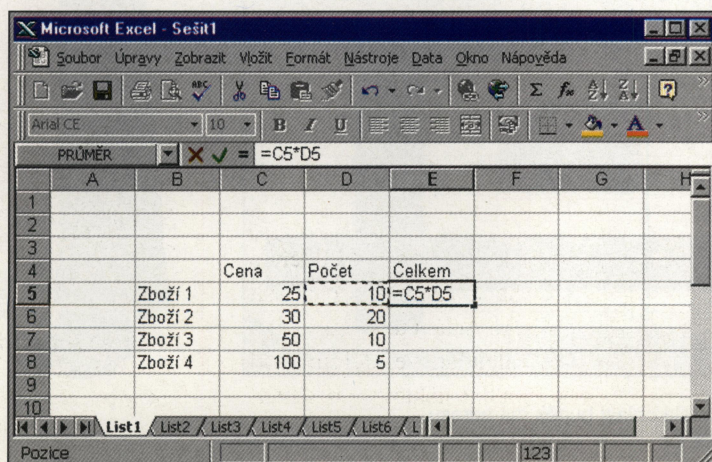 Microsoft Excel - Sešit1
Soubor Úpravy Zobrazit Vložit Formát Nástroje Data Okno Nápověda
ABC Σ fx A Z Z A ?
Arial CE 10 B I U A
PRŮMĚR = =C5*D5
A B C D E F G H
1
2
3
4 Cena Počet Celkem
5 Zboží 1 25 10 =C5*D5
6 Zboží 2 30 20
7 Zboží 3 50 10
8 Zboží 4 100 5
9
10
List1 List2 List3 List4 List5 List6 L
Pozice 123